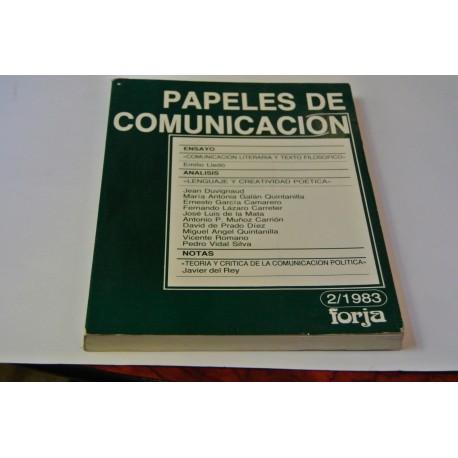 PAPELES DE
COMUNICACION
ENSAYO
«COMUNICACION LITERARIA Y TEXTO FILOSOFICO»
Emilio Lledó
ANALISIS
«LENGUAJE Y CREATIVIDAD POETICA»
Jean Duvignaud
María Antonia Galán Quintanilla
Ernesto García Camarero
Fernando Lázaro Carreter
José Luis de la Mata
Antonio P. Muñoz Carrión
David de Prado Díez
Miguel Angel Quintanilla
Vicente Romano
Pedro Vidal Silva
NOTAS
«TEORIA Y CRITICA DE LA COMUNICACION POLITICA»
Javier del Rey
2/1983
forja